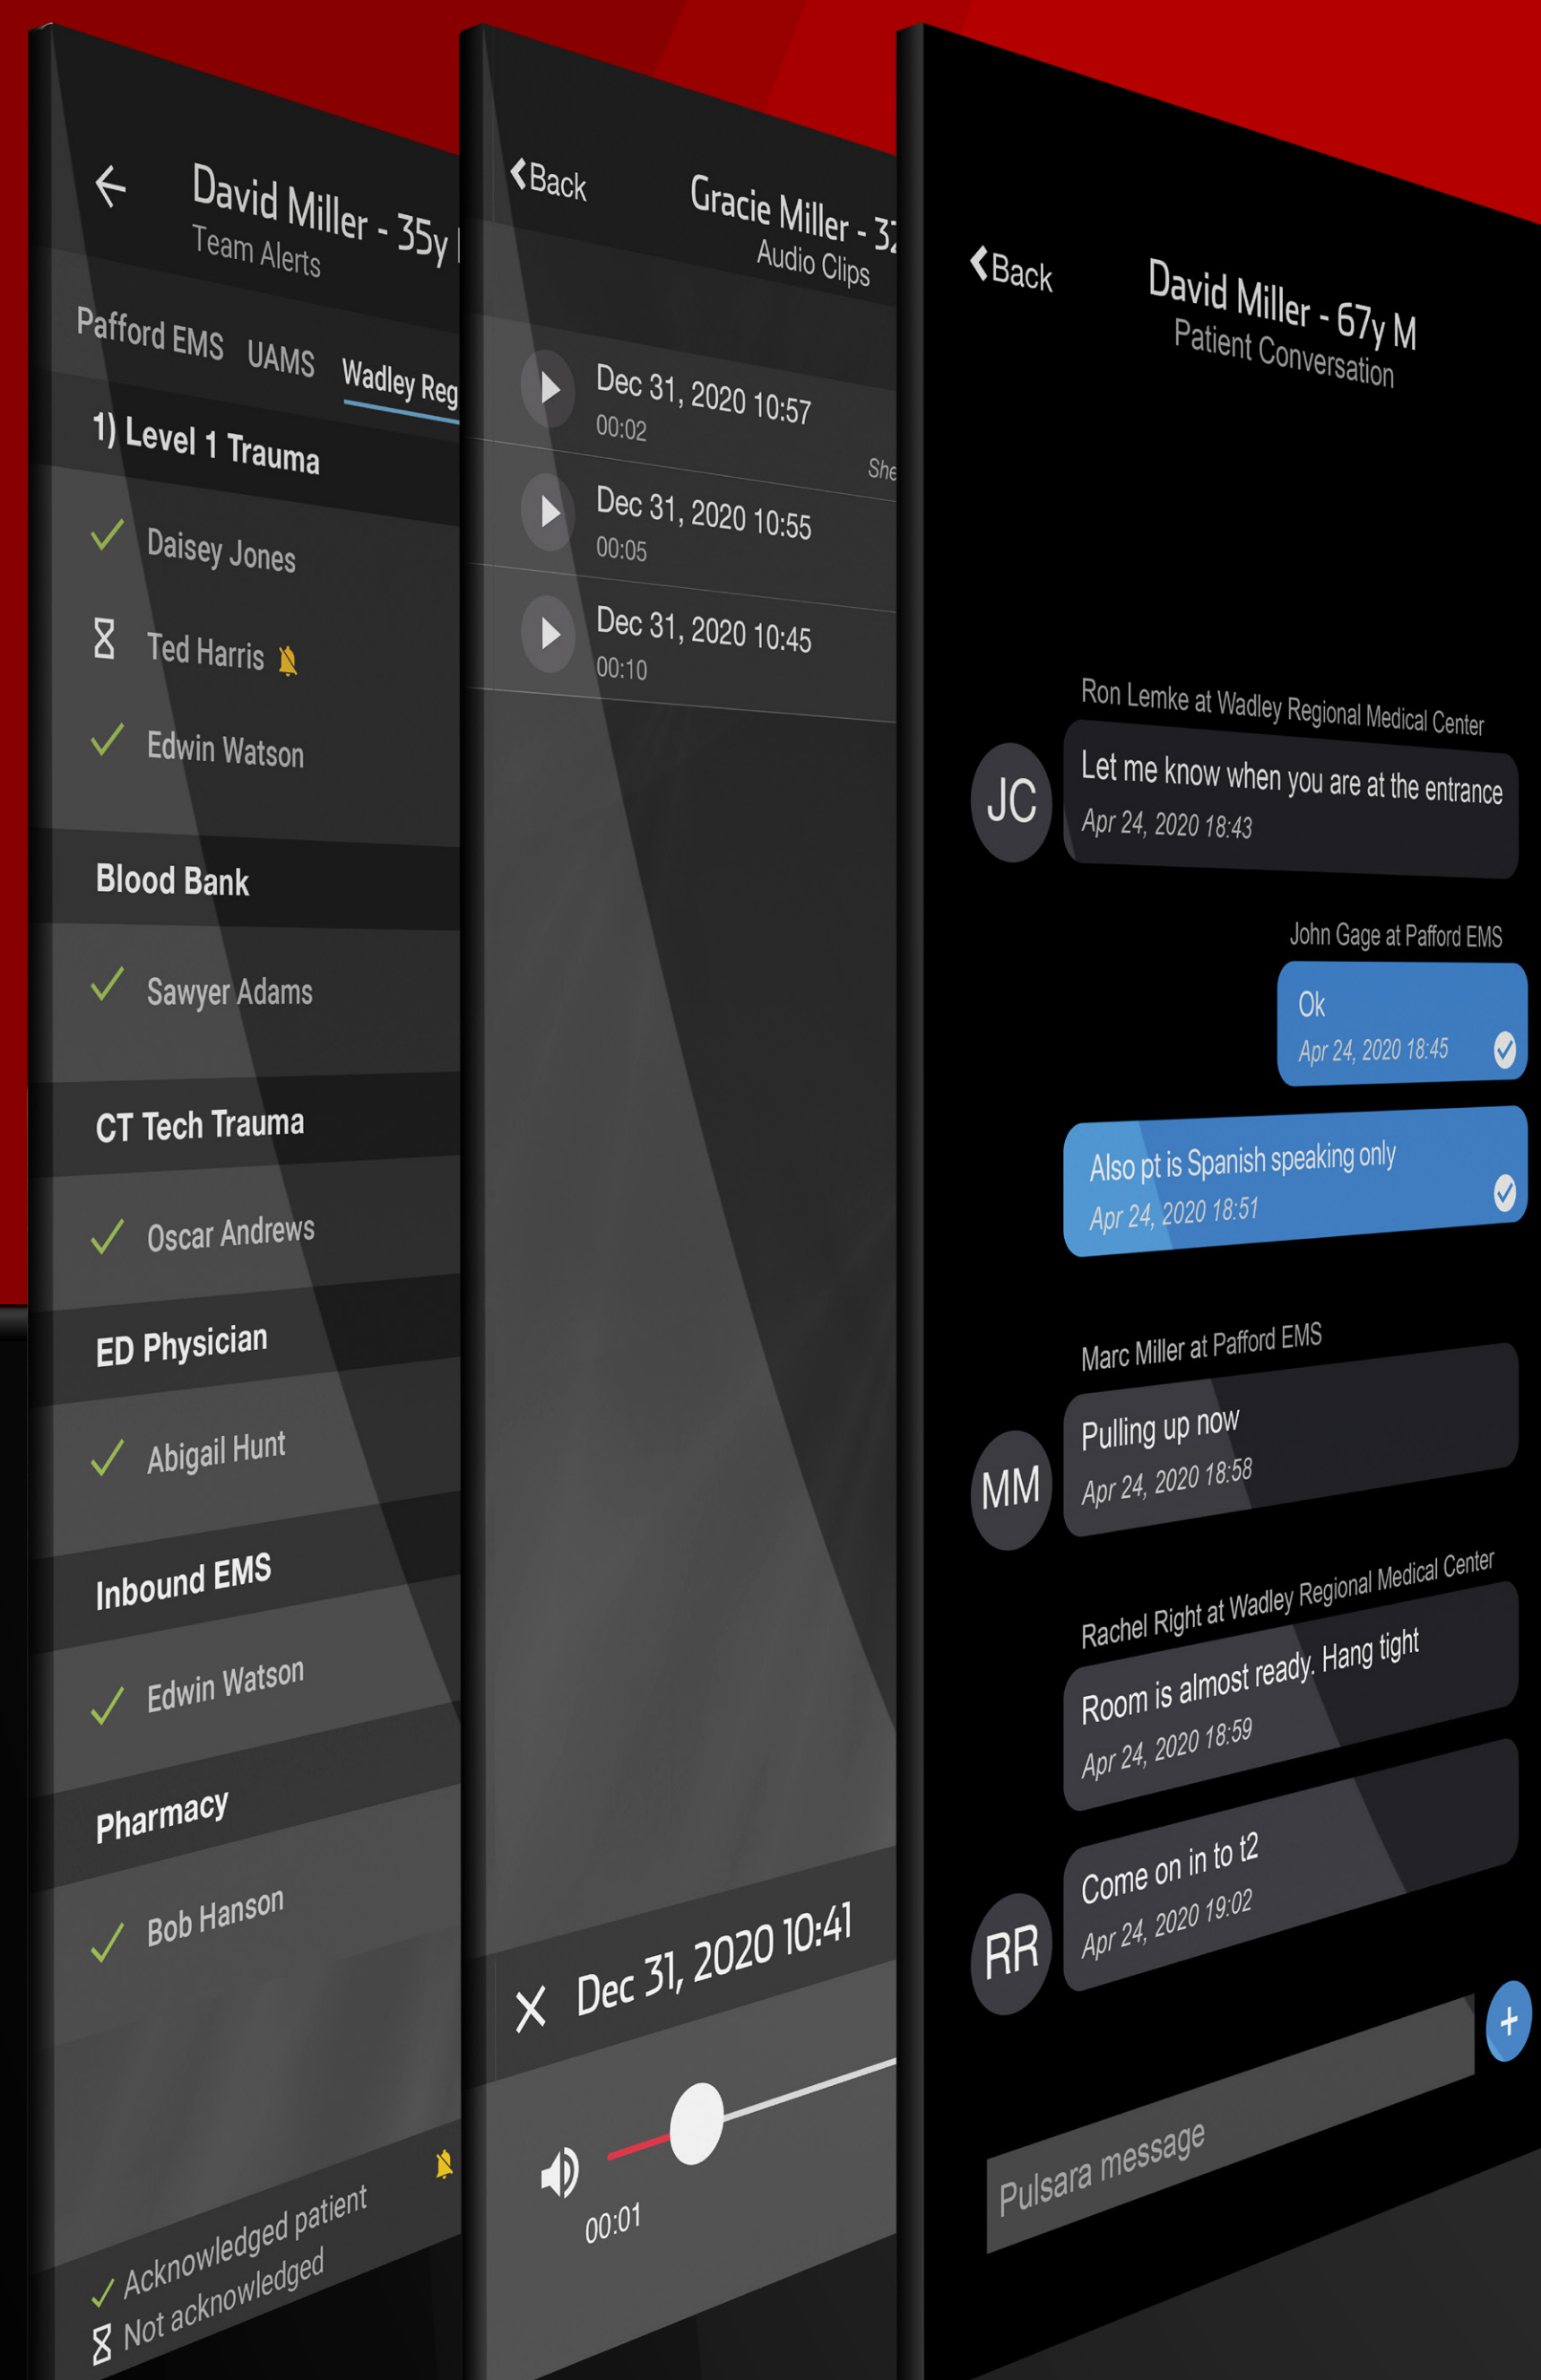 David Miller - 35y
Team Alerts
Pafford EMS UAMS Wadley Reg
1) Level 1 Trauma
Daisey Jones
Ted Harris
Edwin Watson
Blood Bank
Sawyer Adams
CT Tech Trauma
Oscar Andrews
ED Physician
Abigail Hunt
Inbound EMS
Edwin Watson
Pharmacy
Bob Hanson
Acknowledged patient
Not acknowledged
Back
Gracie Miller - 32
Audio Clips
Dec 31, 2020 10:57
00:02
She
Dec 31, 2020 10:55
00:05
Dec 31, 2020 10:45
00:10
Dec 31, 2020 10:41
00:01
Back
David Miller - 67y M
Patient Conversation
Ron Lemke at Wadley Regional Medical Center
JC
Let me know when you are at the entrance
Apr 24, 2020 18:43
John Gage at Pafford EMS
Ok
Apr 24, 2020 18:45
Also pt is Spanish speaking only
Apr 24, 2020 18:51
Marc Miller at Pafford EMS
MM
Pulling up now
Apr 24, 2020 18:58
Rachel Right at Wadley Regional Medical Center
Room is almost ready. Hang tight
Apr 24, 2020 18:59
RR
Come on in to t2
Apr 24, 2020 19:02
+
Pulsara message